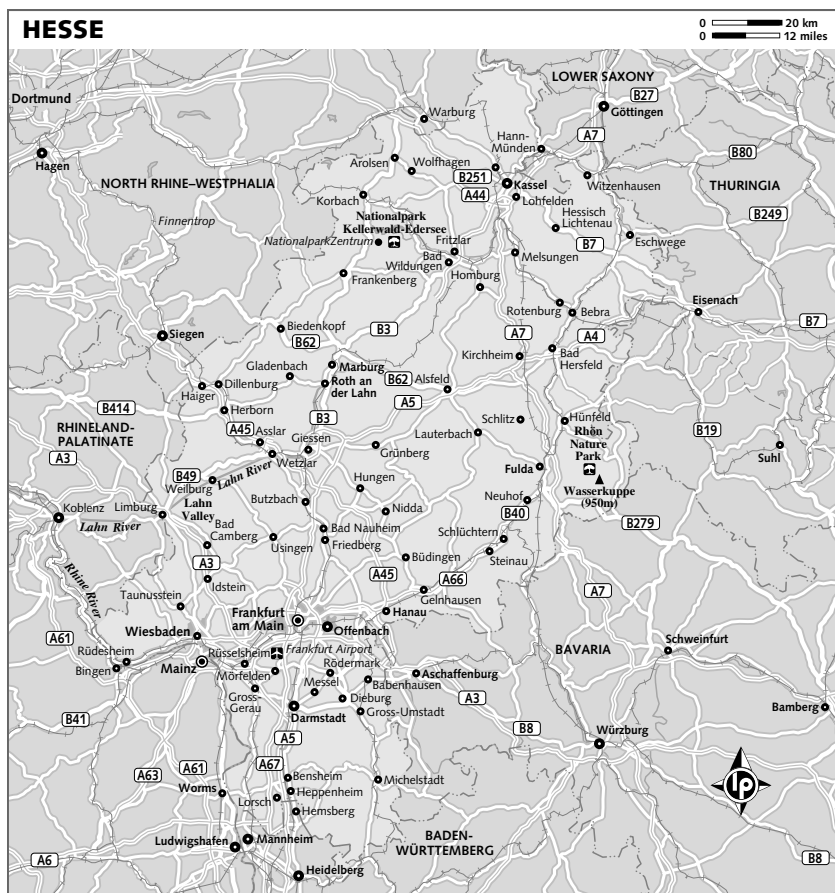 HESSE
0 20 km
0 12 miles
LOWER SAXONY
Dortmund
B27
Göttingen
Warburg
A7
Hann-
Münden
B80
Hagen
Arolsen
Wolfhagen
B251
Kassel
Witzenhausen
THURINGIA
NORTH RHINE–WESTPHALIA
A44
Lohfelden
Korbach
Hessisch
Lichtenau
B249
Finnentrop
Nationalpark
Kellerwald-Edersee
NationalparkZentrum
Fritzlar
B7
Eschwege
Bad
Wildungen
Melsungen
Homburg
Frankenberg
Rotenburg
Bebra
Eisenach
Siegen
Biedenkopf
B3
B7
B62
A7
A4
Kirchheim
Bad
Hersfeld
Marburg
Gladenbach
Roth an
der Lahn
B62
Alsfeld
Haiger
Dillenburg
A5
B414
Herborn
B3
Schlitz
Hünfeld
RHINELAND-
PALATINATE
A45
Asslar
Giessen
Lauterbach
Rhön
Nature
Park
B19
Grünberg
A3
Wetzlar
Suhl
B49
Lahn River
Fulda
Weilburg
Hungen
Wasserkuppe
(950m)
Lahn
Valley
Butzbach
Neuhof
Koblenz
Limburg
Nidda
B40
Lahn River
Bad
Camberg
Bad Nauheim
Schlüchtern
B279
Usingen
Friedberg
Steinau
Büdingen
A3
Rhine River
Idstein
A45
A66
A7
Taunusstein
Gelnhausen
Frankfurt
am Main
Hanau
A61
Wiesbaden
Offenbach
BAVARIA
Schweinfurt
Rüdesheim
Rüsselsheim
Frankfurt Airport
Bingen
Mainz
Rödermark
Aschaffenburg
Mörfelden
Messel
Babenhausen
A3
Gross-
Gerau
Dieburg
Bamberg
B41
Darmstadt
Gross-Umstadt
B8
Würzburg
A5
A61
A67
A63
Bensheim
Michelstadt
Worms
Heppenheim
Lorsch
Hemsberg
lp
Ludwigshafen
Mannheim
BADEN-
WÜRTTEMBERG
A6
B8
Heidelberg